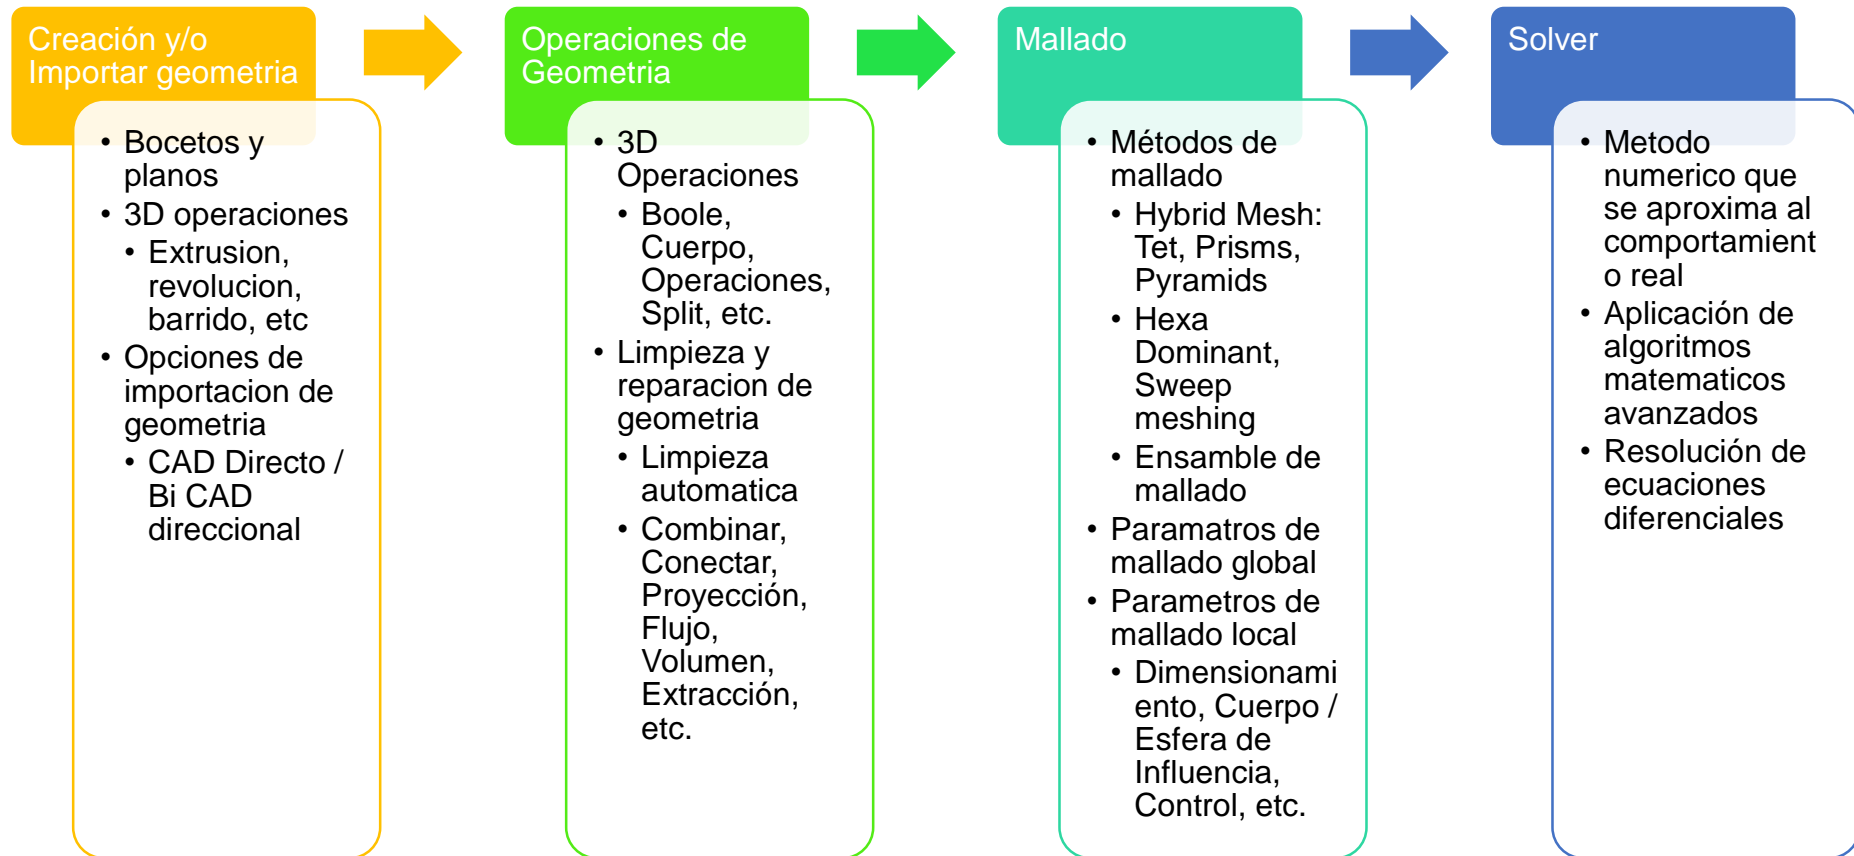 Creación y/o
Importar geometria
• Bocetos y
planos
• 3D operaciones
• Extrusion,
revolucion,
barrido, etc
• Opciones de
importacion de
geometria
• CAD Directo /
Bi CAD
direccional
Operaciones de
Geometria
• 3D
Operaciones
• Boole,
Cuerpo,
Operaciones,
Split, etc.
• Limpieza y
reparacion de
geometria
• Limpieza
automatica
• Combinar,
Conectar,
Proyección,
Flujo,
Volumen,
Extracción,
etc.
Mallado
• Métodos de
mallado
• Hybrid Mesh:
Tet, Prisms,
Pyramids
• Hexa
Dominant,
Sweep
meshing
• Ensamble de
mallado
• Paramatros de
mallado global
• Parametros de
mallado local
• Dimensionami
ento, Cuerpo /
Esfera de
Influencia,
Control, etc.
Solver
• Metodo
numerico que
se aproxima al
comportamient
o real
• Aplicación de
algoritmos
matematicos
avanzados
• Resolución de
ecuaciones
diferenciales